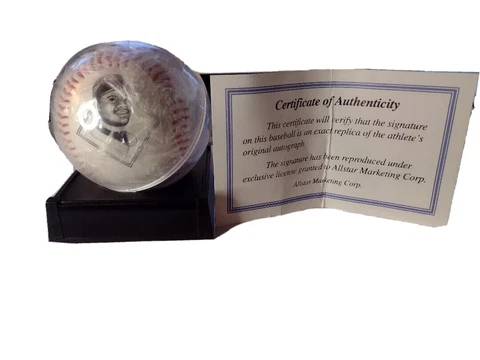 Certificate of Authenticity
This certificate will verify that the signature
on this baseball is an exact replica of the athlete's
original autograph.
The signature has been reproduced under
exclusive license granted to Allstar Marketing Corp.
Allstar Marketing Corp.